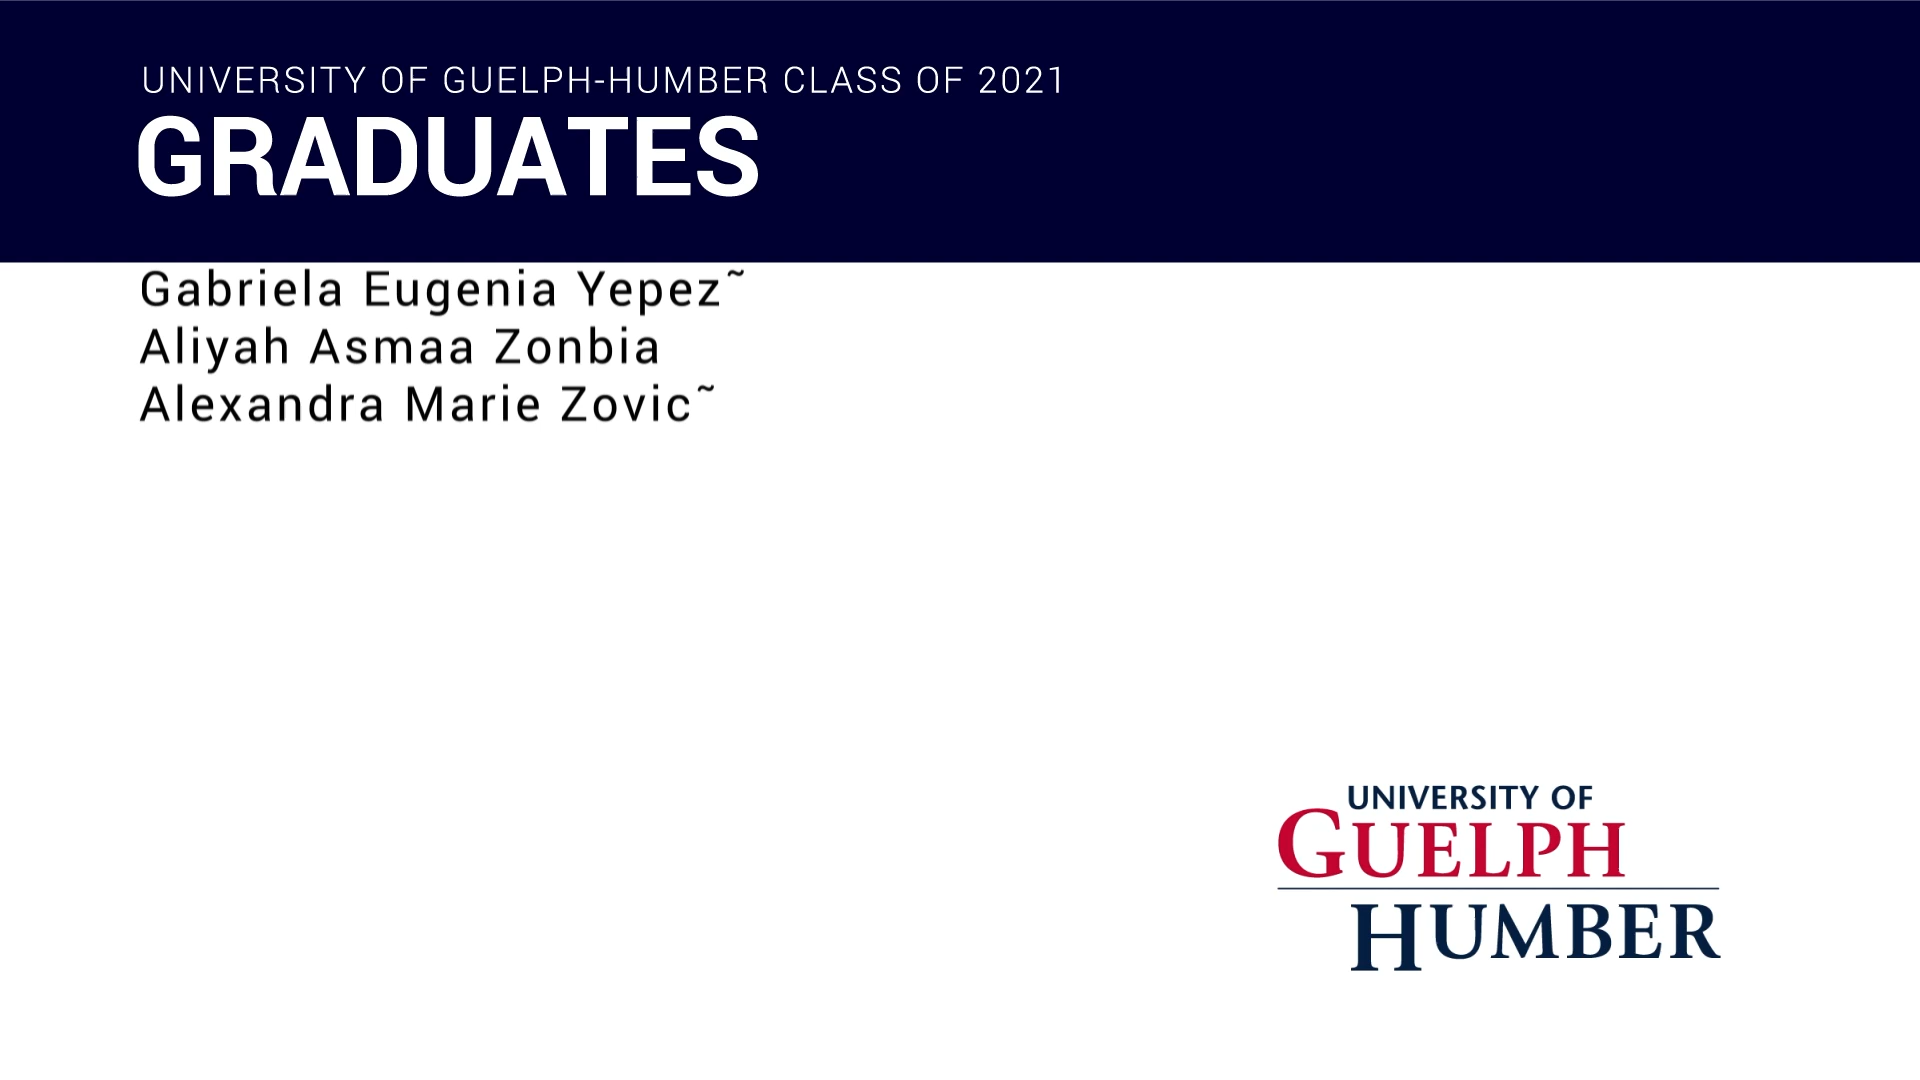 UNIVERSITY OF GUELPH-HUMBER CLASS OF 2021
GRADUATES
Gabriela Eugenia Yepez~
Aliyah Asmaa Zonbia
Alexandra Marie Zovic~
UNIVERSITY OF
GUELPH
HUMBER